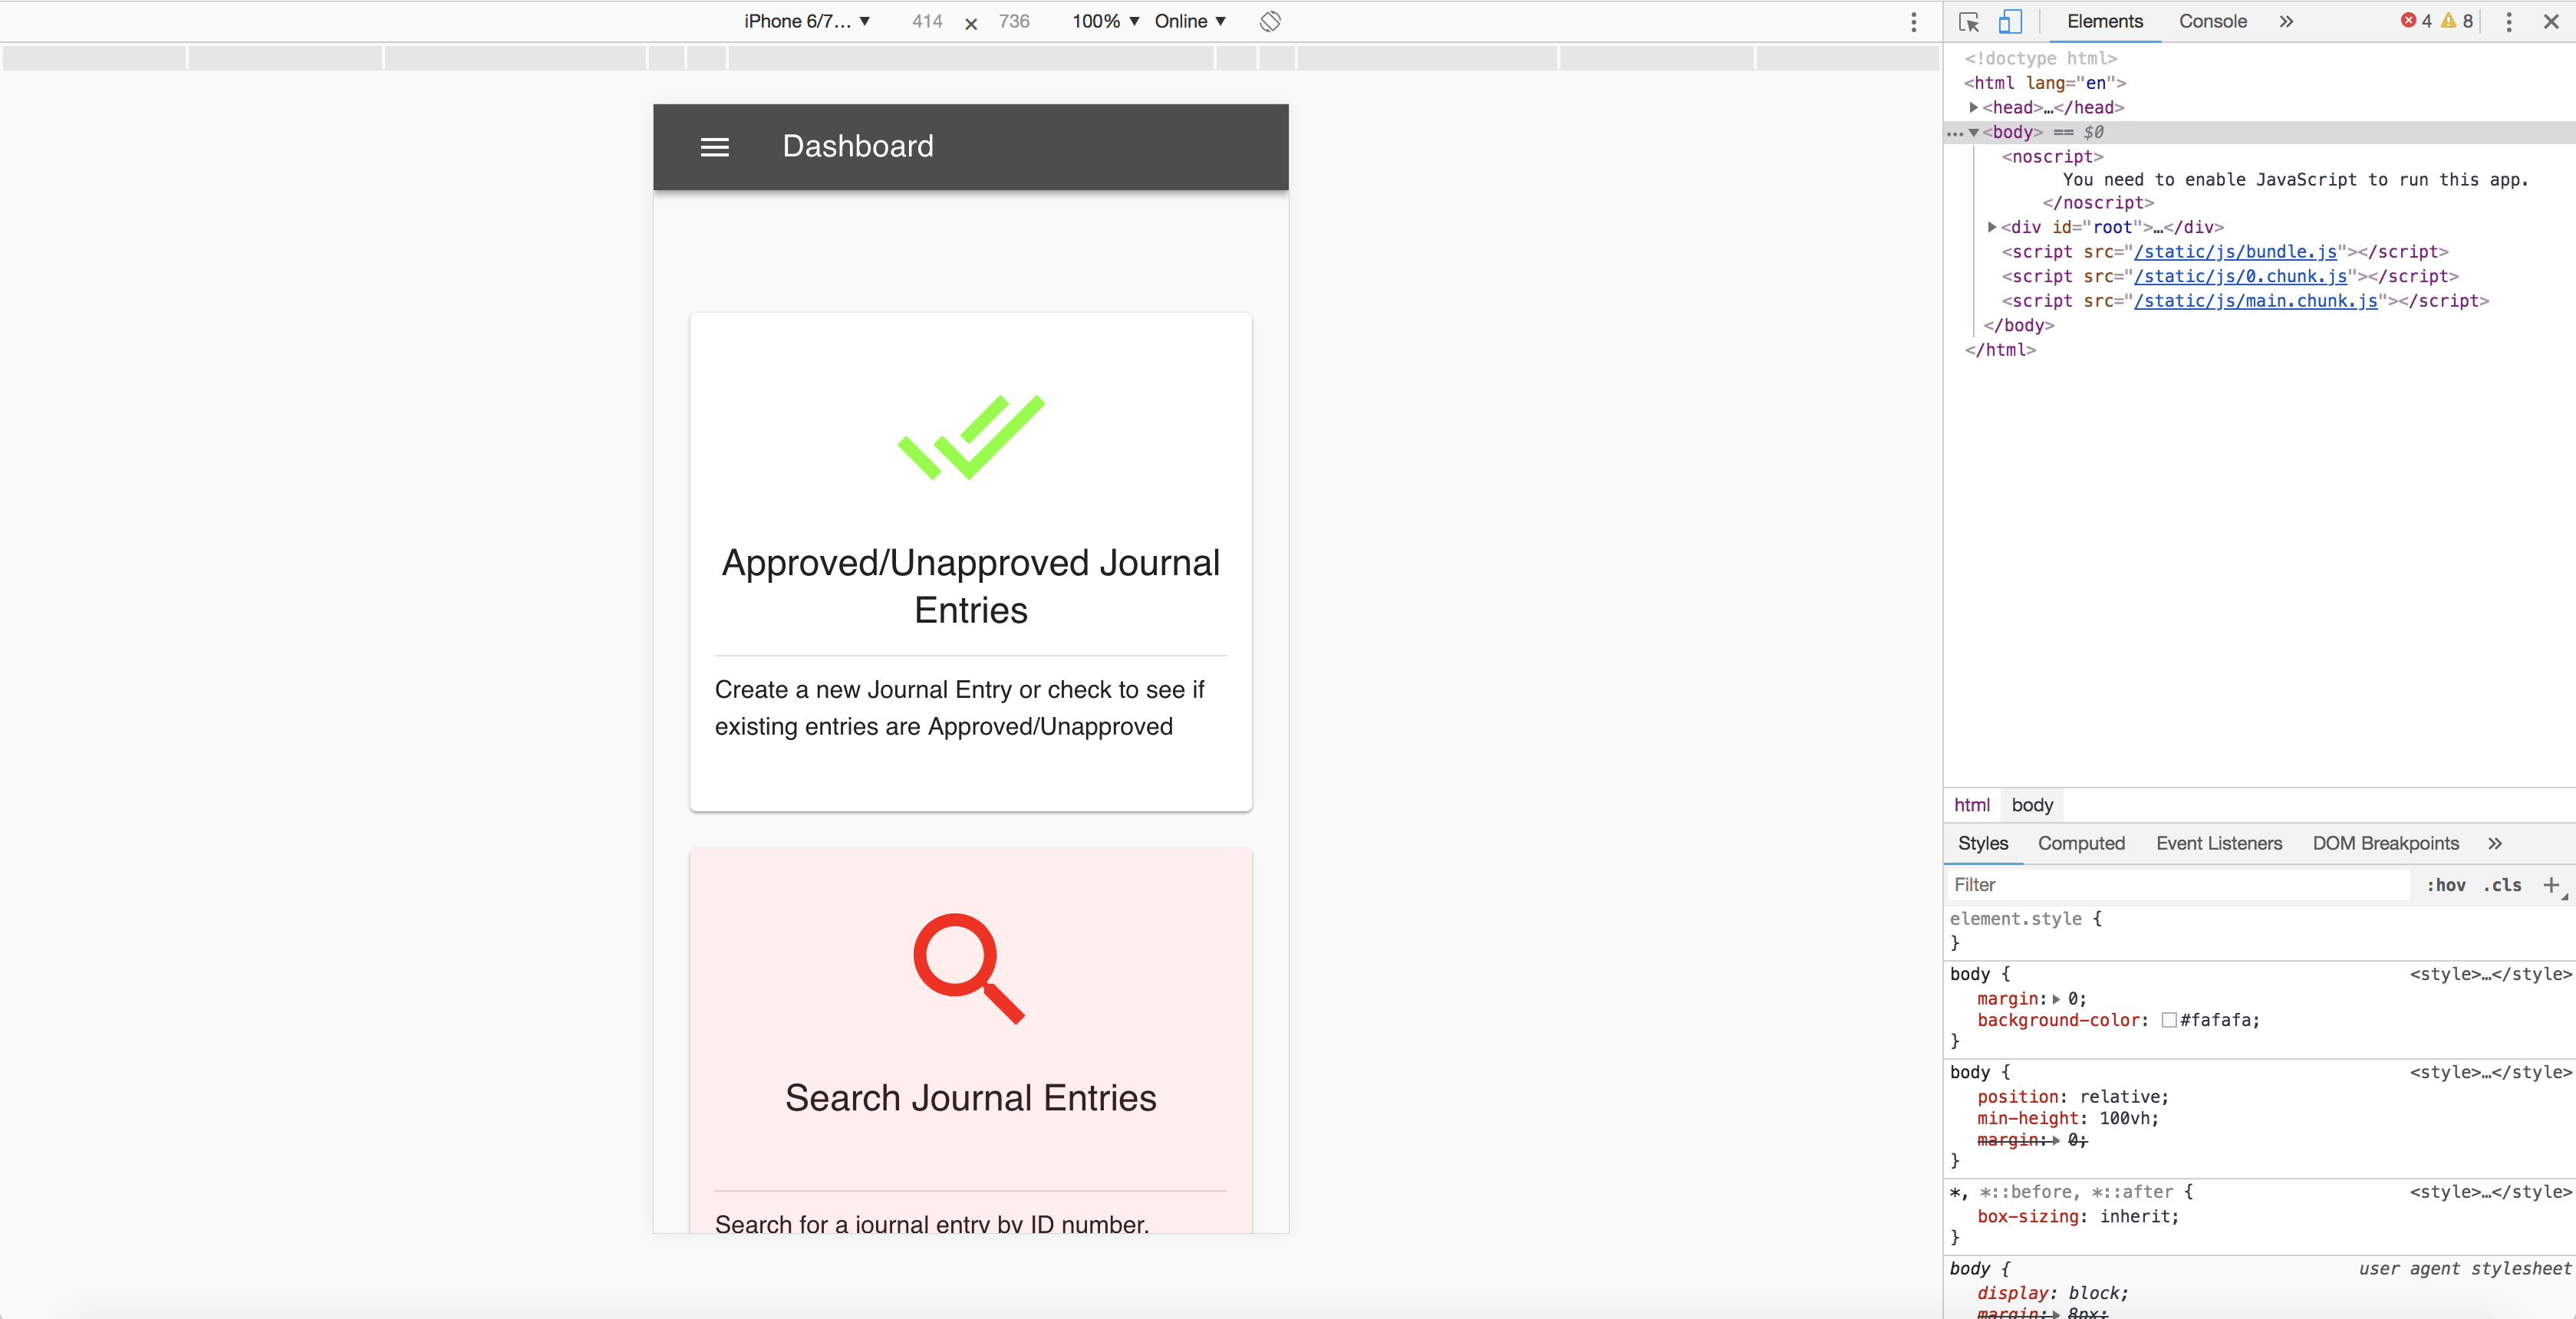 iPhone 6/7... ▼ 414 × 736 100% ▼ Online ▼
Dashboard
Approved/Unapproved Journal
Entries
Create a new Journal Entry or check to see if
existing entries are Approved/Unapproved
Search Journal Entries
Search for a journal entry by ID number.
Elements Console » 4 8
<!doctype html>
<html lang="en">
<head>…</head>
… <body> == $0
<noscript>
You need to enable JavaScript to run this app.
</noscript>
<div id="root">…</div>
<script src="/static/js/bundle.js"></script>
<script src="/static/js/0.chunk.js"></script>
<script src="/static/js/main.chunk.js"></script>
</body>
</html>
html body
Styles Computed Event Listeners DOM Breakpoints »
Filter :hov .cls +
element.style {
}
body { <style>…</style>
margin: 0;
background-color: #fafafa;
}
body { <style>…</style>
position: relative;
min-height: 100vh;
margin: 0;
}
*, *::before, *::after { <style>…</style>
box-sizing: inherit;
}
body { user agent stylesheet
display: block;
margin: 8px;